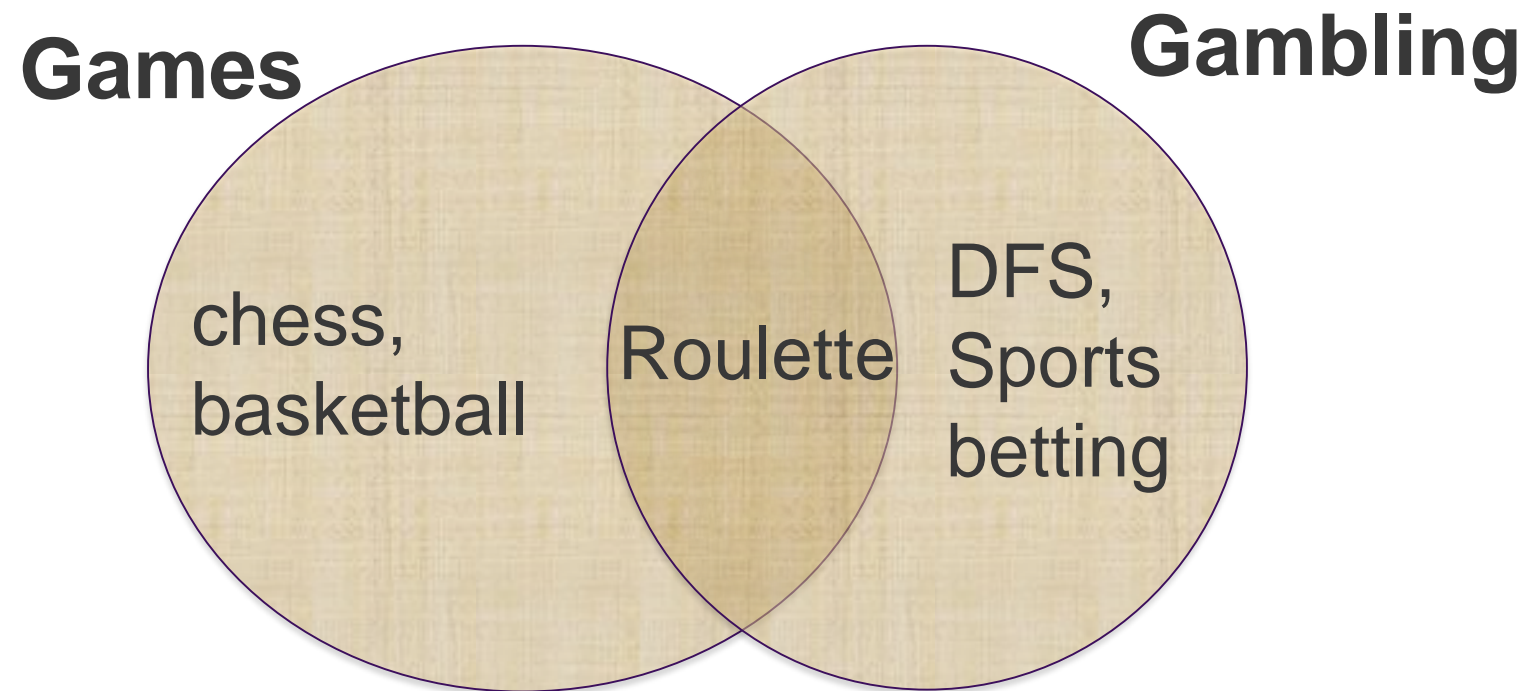 Games
Gambling
chess,
basketball
Roulette
DFS,
Sports
betting